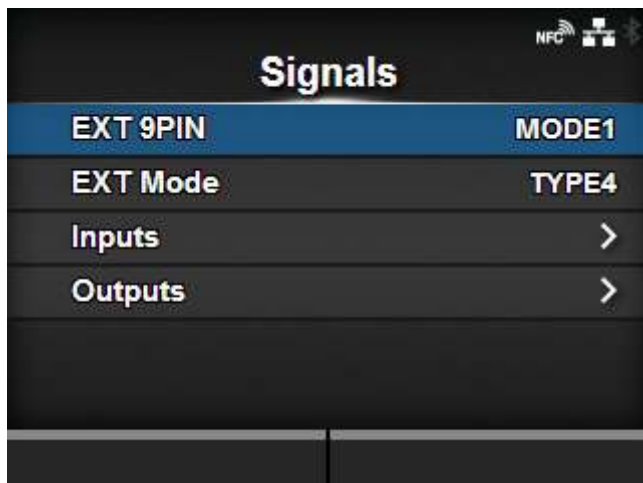 NFC
Signals
EXT 9PIN MODE1
EXT Mode TYPE4
Inputs
Outputs